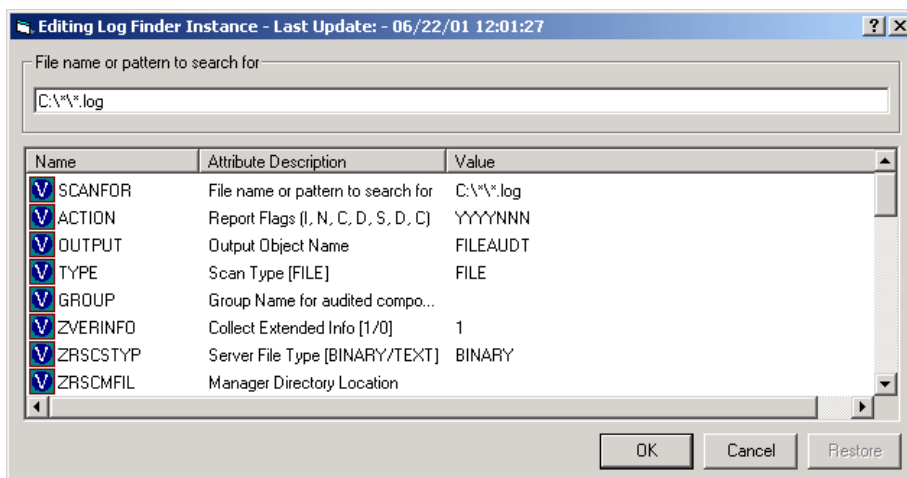 Editing Log Finder Instance - Last Update: - 06/22/01 12:01:27
File name or pattern to search for
C:\*\*.log
Name Attribute Description Value
V SCANFOR File name or pattern to search for C:\*\*.log
V ACTION Report Flags (I, N, C, D, S, D, C) YYYYNNN
V OUTPUT Output Object Name FILEAUDT
V TYPE Scan Type [FILE] FILE
V GROUP Group Name for audited compo...
V ZVERINFO Collect Extended Info [1/0] 1
V ZRSCSTYP Server File Type [BINARY/TEXT] BINARY
V ZRSCMFIL Manager Directory Location
OK Cancel Restore